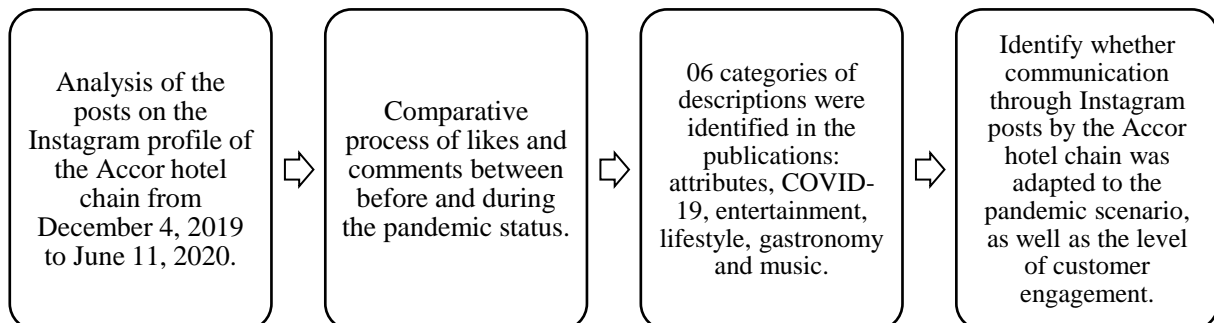 Analysis of the
posts on the
Instagram profile of
the Accor hotel
chain from
December 4, 2019
to June 11, 2020.
Comparative
process of likes and
comments between
before and during
the pandemic status.
06 categories of
descriptions were
identified in the
publications:
attributes, COVID-
19, entertainment,
lifestyle, gastronomy
and music.
Identify whether
communication
through Instagram
posts by the Accor
hotel chain was
adapted to the
pandemic scenario,
as well as the level
of customer
engagement.